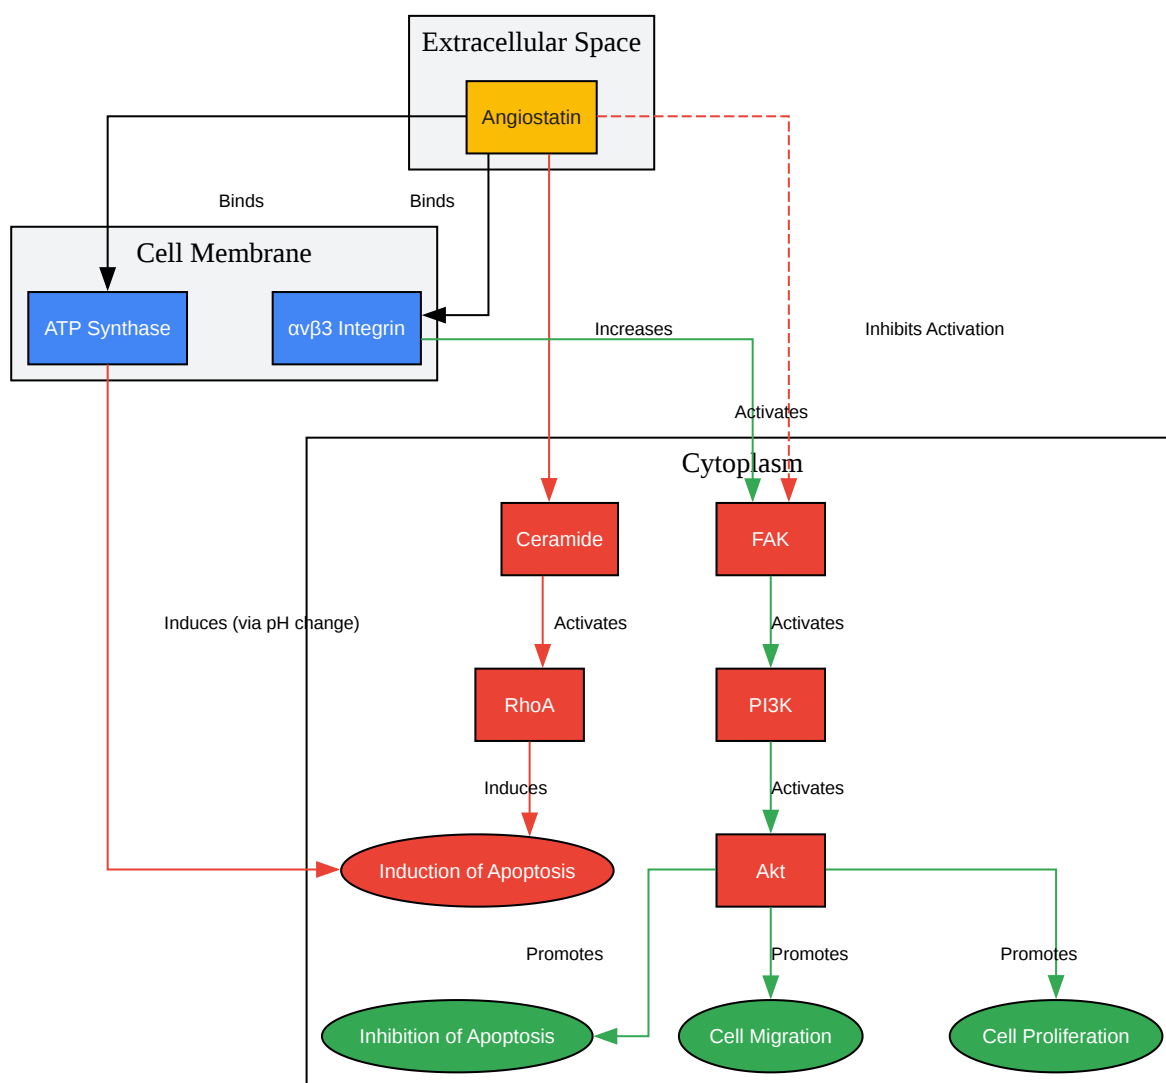 Extracellular Space
Angiostatin
Binds
Binds
Cell Membrane
ATP Synthase
αvβ3 Integrin
Increases
Inhibits Activation
Activates
Cytoplasm
Ceramide
FAK
Induces (via pH change)
Activates
Activates
RhoA
PI3K
Induces
Activates
Induction of Apoptosis
Akt
Promotes
Promotes
Promotes
Inhibition of Apoptosis
Cell Migration
Cell Proliferation